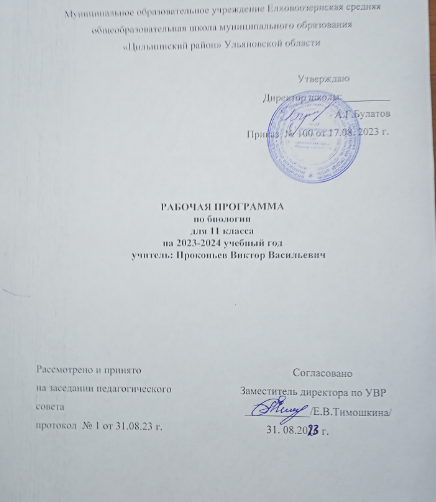 Муниципальное образовательное учреждение Елховоозернская средняя
общеобразовательная школа муниципального образования
«Цильнинский район» Ульяновской области
Утверждаю
Директор школы:
А.Г.Булатов
Приказ № 100 от 17.08. 2023 г.
РАБОЧАЯ ПРОГРАММА
по биологии
для 11 класса
на 2023-2024 учебный год
учитель: Прокопьев Виктор Васильевич
Рассмотрено и принято
на заседании педагогического
совета
протокол № 1 от 31.08.23 г.
Согласовано
Заместитель директора по УВР
/Е.В.Тимошкина/
31. 08.2023 г.